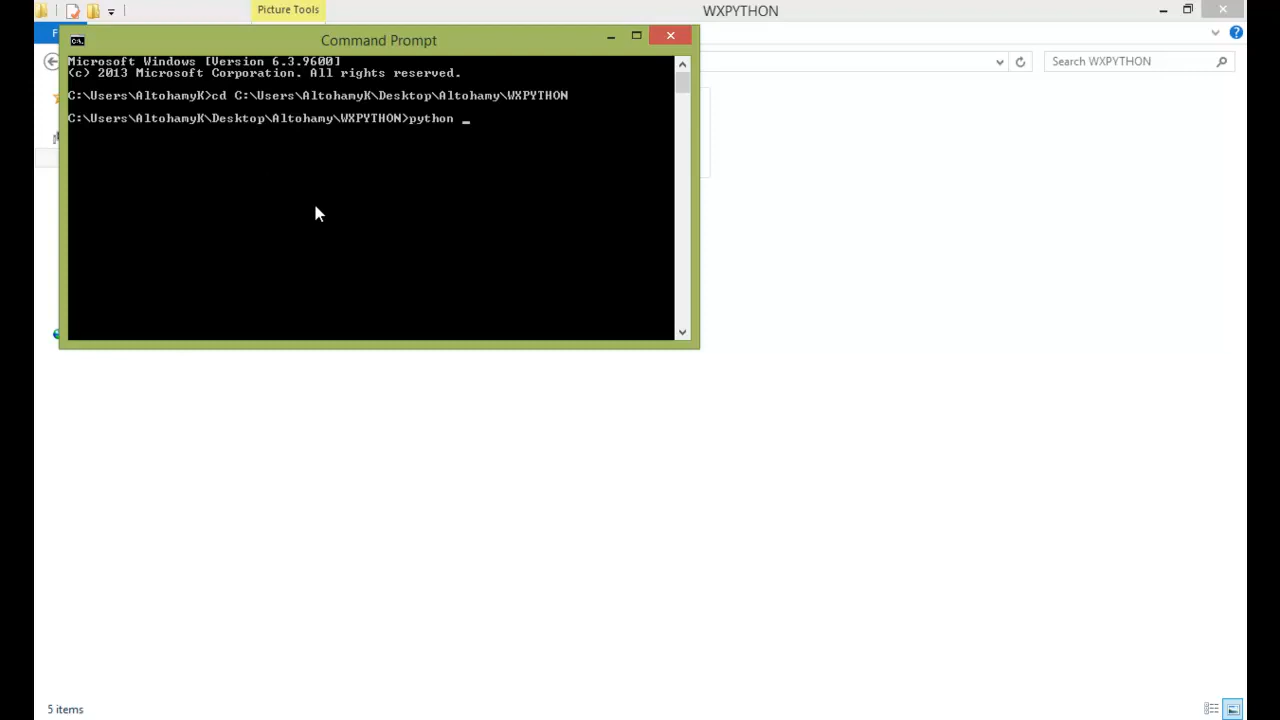 Picture Tools
WXPYTHON
F
Search WXPYTHON
Command Prompt
Microsoft Windows [Version 6.3.9600]
(c) 2013 Microsoft Corporation. All rights reserved.
C:\Users\AltohamyK>cd C:\Users\AltohamyK\Desktop\Altohamy\WXPYTHON
C:\Users\AltohamyK\Desktop\Altohamy\WXPYTHON>python _
5 items